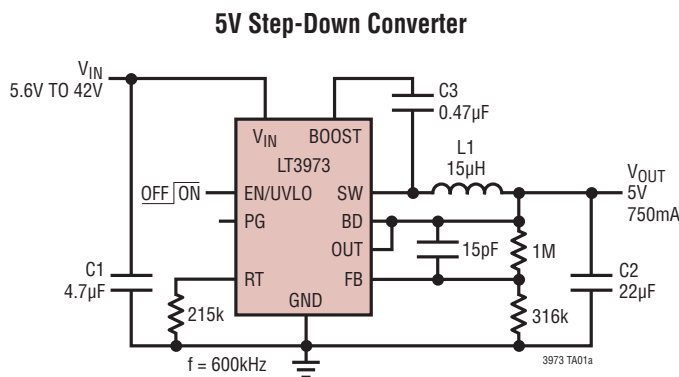 5V Step-Down Converter
VIN
5.6V TO 42V
C3
0.47µF
VIN
BOOST
LT3973
L1
15µH
VOUT
5V
750mA
OFF ON
EN/UVLO
SW
PG
BD
OUT
15pF
1M
C1
4.7µF
RT
FB
C2
22µF
GND
215k
316k
f = 600kHz
3973 TA01a